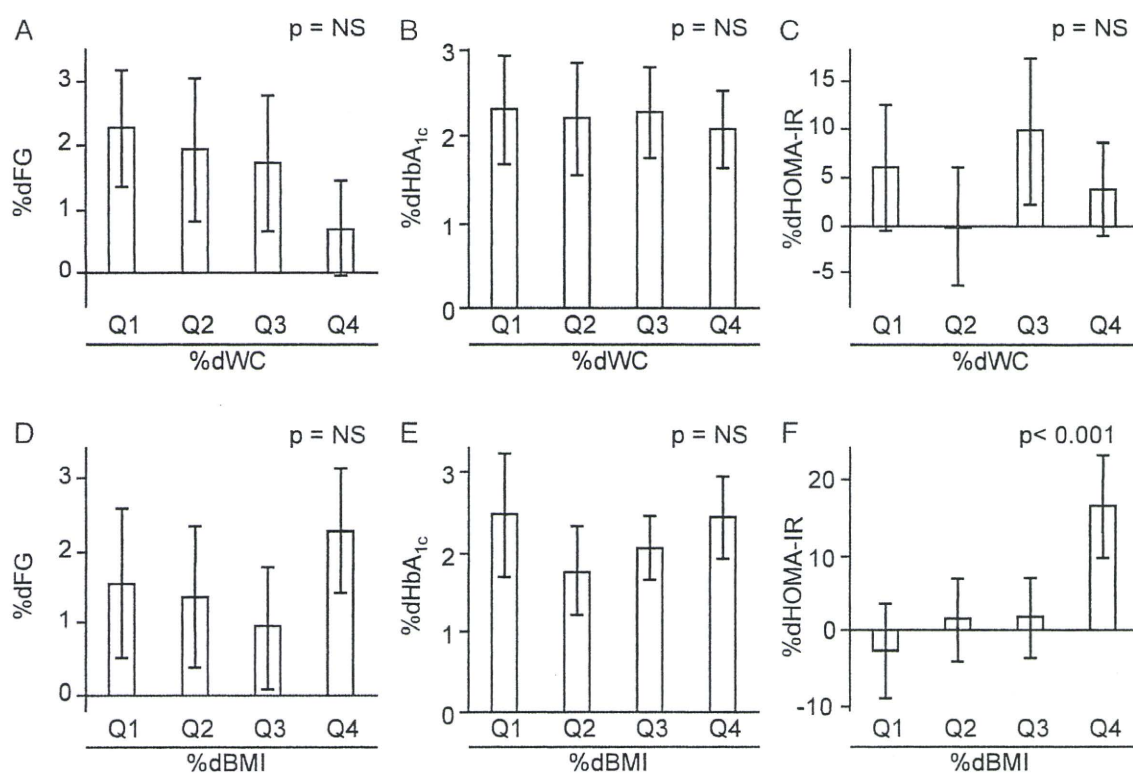 A
p = NS
%dFG
3
2
1
0
Q1 Q2 Q3 Q4
%dWC
B
p = NS
%dHbA1c
3
2
1
0
Q1 Q2 Q3 Q4
%dWC
C
p = NS
%dHOMA-IR
15
10
5
0
-5
Q1 Q2 Q3 Q4
%dWC
D
p = NS
%dFG
3
2
1
0
Q1 Q2 Q3 Q4
%dBMI
E
p = NS
%dHbA1c
3
2
1
0
Q1 Q2 Q3 Q4
%dBMI
F
p< 0.001
%dHOMA-IR
20
10
0
-10
Q1 Q2 Q3 Q4
%dBMI